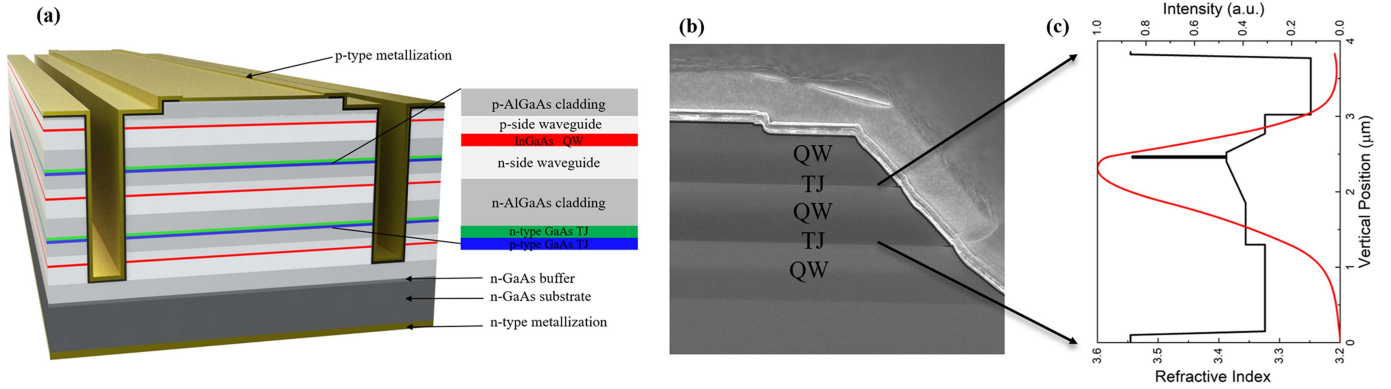 (a)
p-type metallization
p-AlGaAs cladding
p-side waveguide
InGaAs QW
n-side waveguide
n-AlGaAs cladding
n-type GaAs TJ
p-type GaAs TJ
n-GaAs buffer
n-GaAs substrate
n-type metallization
(b)
QW
TJ
QW
TJ
QW
(c)
Intensity (a.u.)
1.0 0.8 0.6 0.4 0.2 0.0
4
3
2
1
0
Vertical Position (μm)
3.6 3.5 3.4 3.3 3.2
Refractive Index